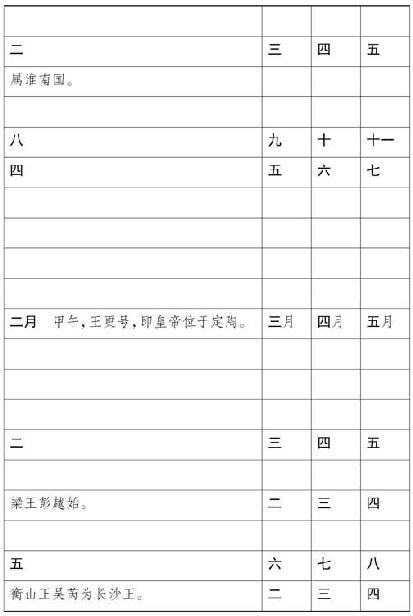 二 三 四 五
属淮南国。
八 九 十 十一
四 五 六 七
二月 甲午，王更号，即皇帝位于定陶。 三月 四月 五月
二 三 四 五
梁王彭越始。 二 三 四
五 六 七 八
衡山王吴芮为长沙王。 二 三 四